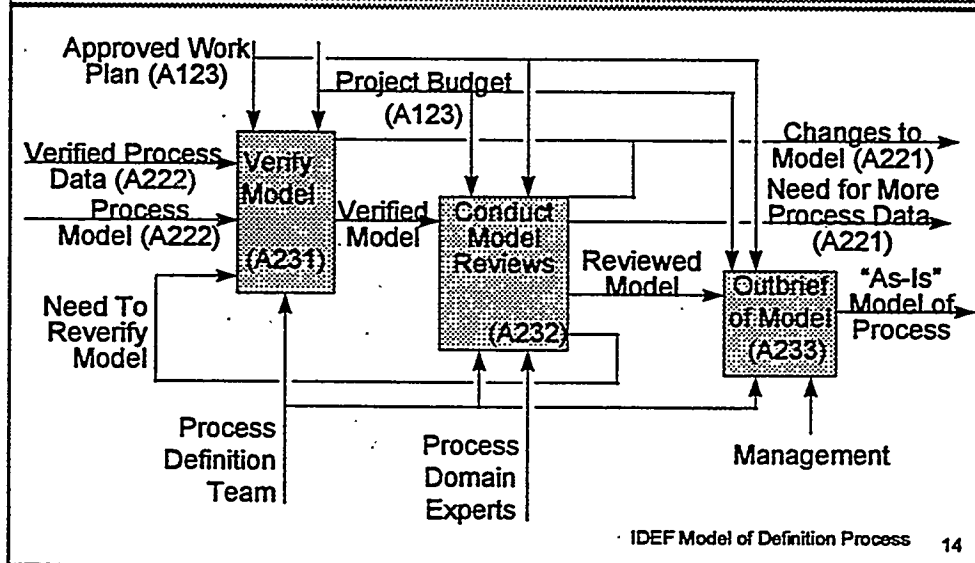 Approved Work
Plan (A123)
Project Budget
(A123)
Verified Process
Data (A222)
Process
Model (A222)
Verify
Model
(A231)
Verified
Model
Conduct
Model
Reviews
(A232)
Changes to
Model (A221)
Need for More
Process Data
(A221)
Reviewed
Model
Outbrief
of Model
(A233)
"As-Is"
Model of
Process
Need To
Reverify
Model
Process
Definition
Team
Process
Domain
Experts
Management
IDEF Model of Definition Process 14